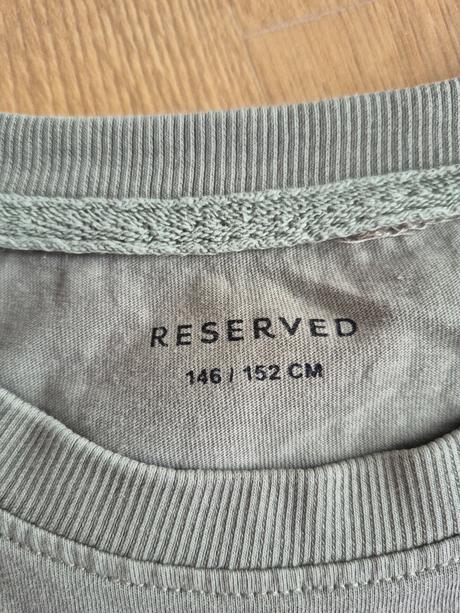 RESERVED
146 / 152 CM